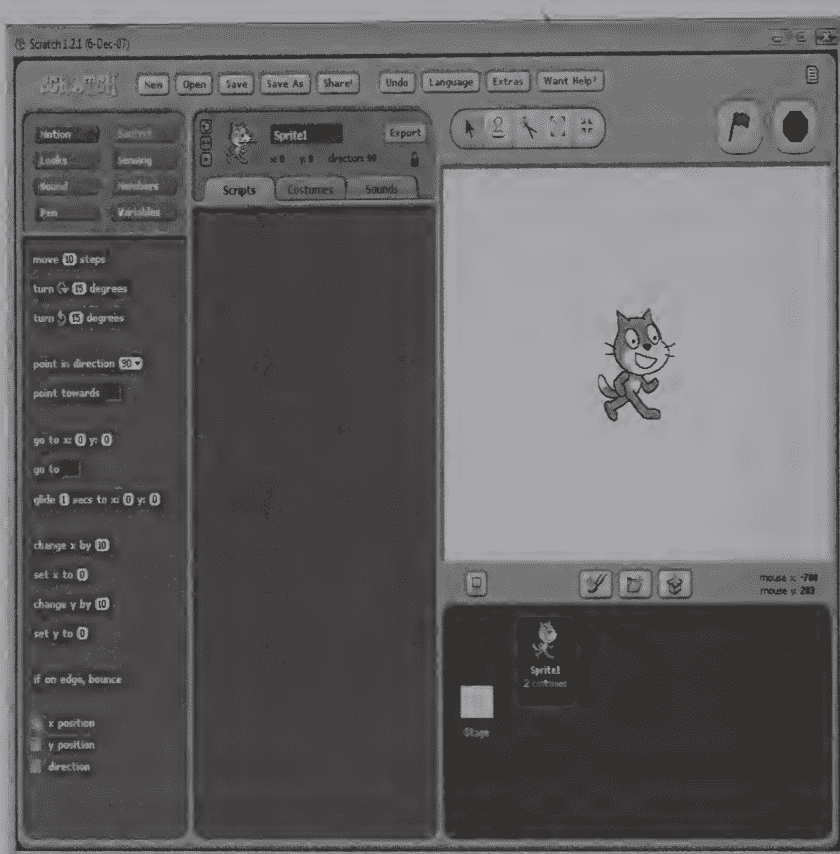 Scratch 1.2.1 (6-Dec-07)
SCRATCH
New Open Save Save As Share! Undo Language Extras Want Help?
Motion Control
Looks Sensing
Sound Numbers
Pen Variables
Sprite1 Export
x: 0 y: 0 direction: 90
Scripts Costumes Sounds
move 10 steps
turn 15 degrees
turn 15 degrees
point in direction 90
point towards
go to x: 0 y: 0
go to
glide 1 secs to x: 0 y: 0
change x by 10
set x to 0
change y by 10
set y to 0
if on edge, bounce
x position
y position
direction
mouse x: -780
mouse y: 203
Sprite1
2 costumes
Stage